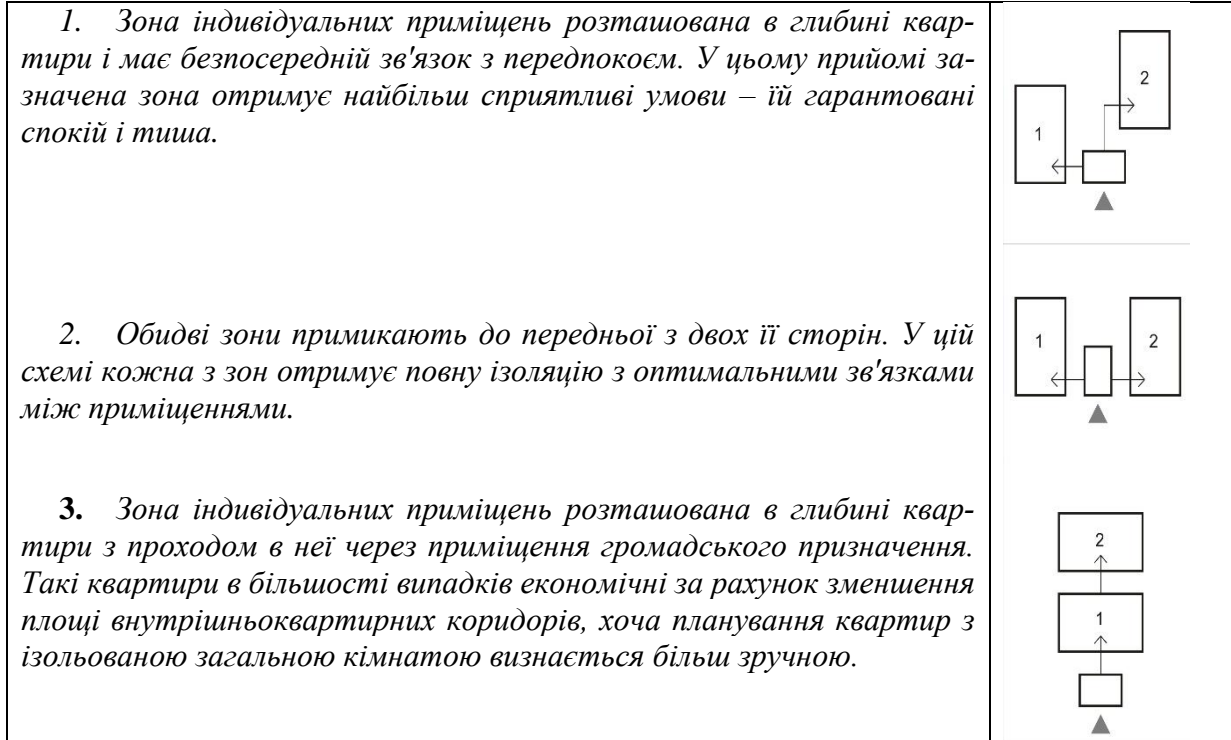 1. Зона індивідуальних приміщень розташована в глибині квар-
тири і має безпосередній зв'язок з передпокоєм. У цьому прийомі за-
значена зона отримує найбільш сприятливі умови – їй гарантовані
спокій і тиша.
1
2
2. Обидві зони примикають до передньої з двох її сторін. У цій
схемі кожна з зон отримує повну ізоляцію з оптимальними зв'язками
між приміщеннями.
1
2
3. Зона індивідуальних приміщень розташована в глибині квар-
тири з проходом в неї через приміщення громадського призначення.
Такі квартири в більшості випадків економічні за рахунок зменшення
площі внутрішньоквартирних коридорів, хоча планування квартир з
ізольованою загальною кімнатою визнається більш зручною.
2
1